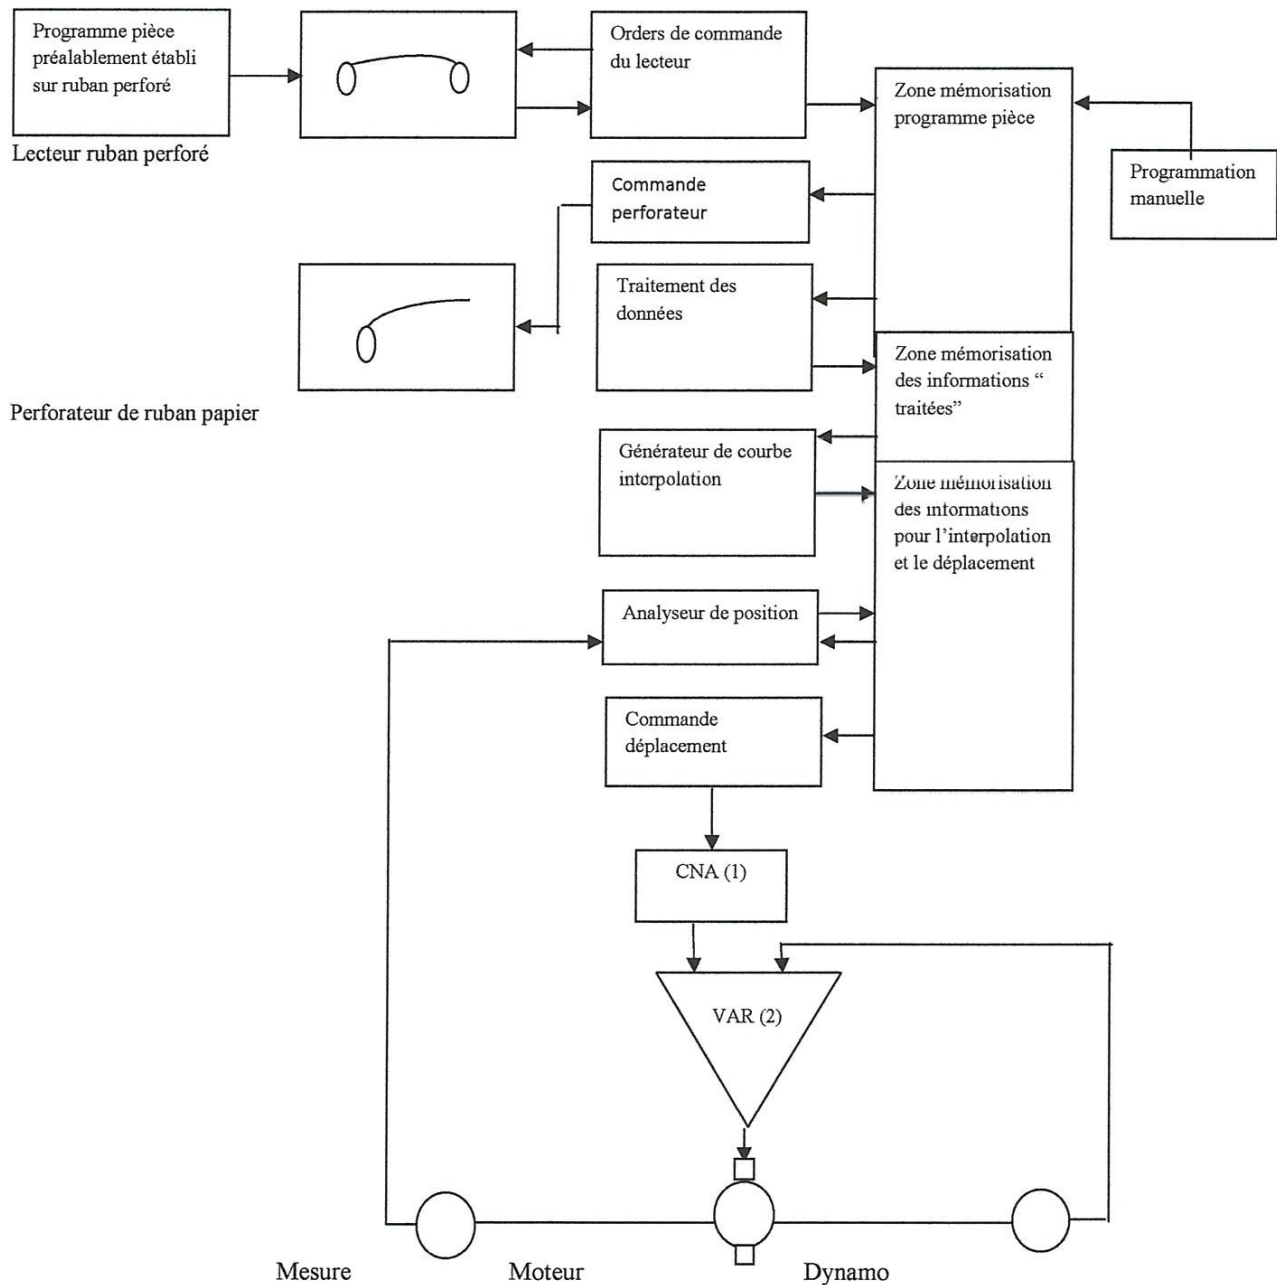 Programme pièce
préalablement établi
sur ruban perforé
Lecteur ruban perforé
Orders de commande
du lecteur
Zone mémorisation
programme pièce
Programmation
manuelle
Commande
perforateur
Perforateur de ruban papier
Traitement des
données
Zone mémorisation
des informations “
traitées”
Générateur de courbe
interpolation
Zone mémorisation
des informations
pour l’interpolation
et le déplacement
Analyseur de position
Commande
déplacement
CNA (1)
VAR (2)
Mesure
Moteur
Dynamo